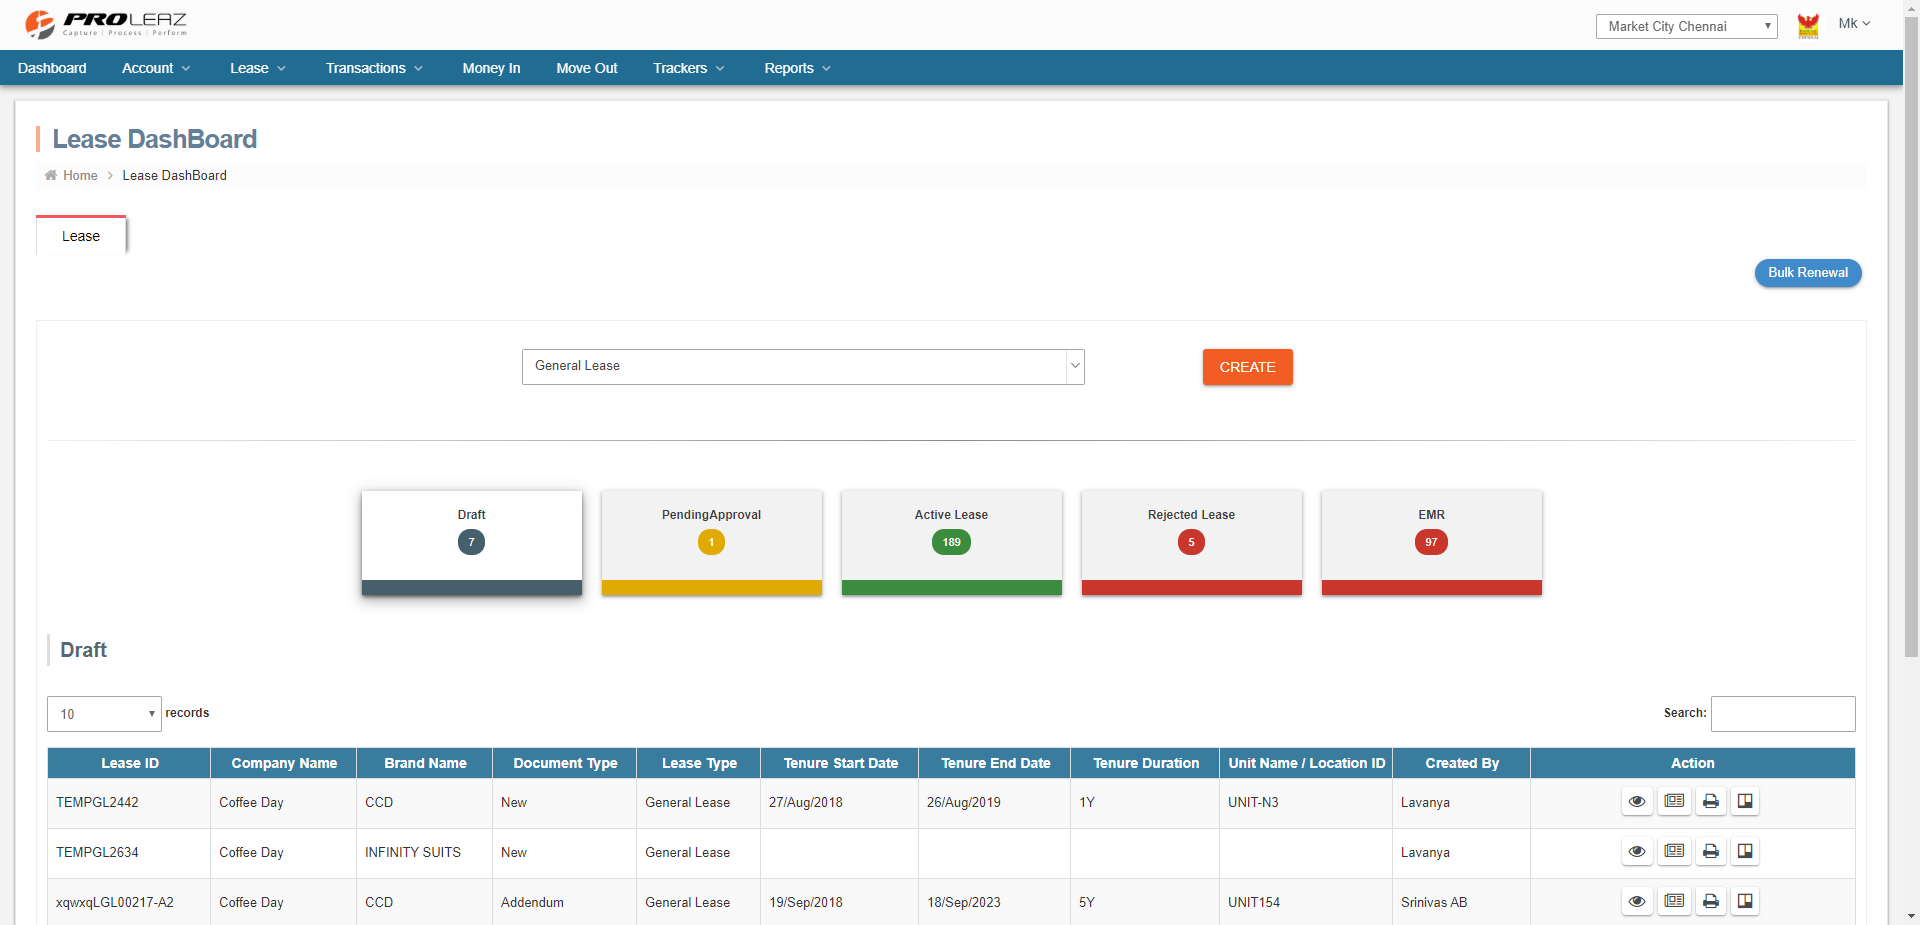 PROLEAZ
Capture | Process | Perform
Market City Chennai
Mk
Dashboard Account Lease Transactions Money In Move Out Trackers Reports
Lease DashBoard
Home > Lease DashBoard
Lease
Bulk Renewal
General Lease
CREATE
Draft PendingApproval Active Lease Rejected Lease EMR
7 1 189 5 97
Draft
10 records Search:
Lease ID Company Name Brand Name Document Type Lease Type Tenure Start Date Tenure End Date Tenure Duration Unit Name / Location ID Created By Action
TEMPGL2442 Coffee Day CCD New General Lease 27/Aug/2018 26/Aug/2019 1Y UNIT-N3 Lavanya
TEMPGL2634 Coffee Day INFINITY SUITS New General Lease Lavanya
xqwxqLGL00217-A2 Coffee Day CCD Addendum General Lease 19/Sep/2018 18/Sep/2023 5Y UNIT154 Srinivas AB